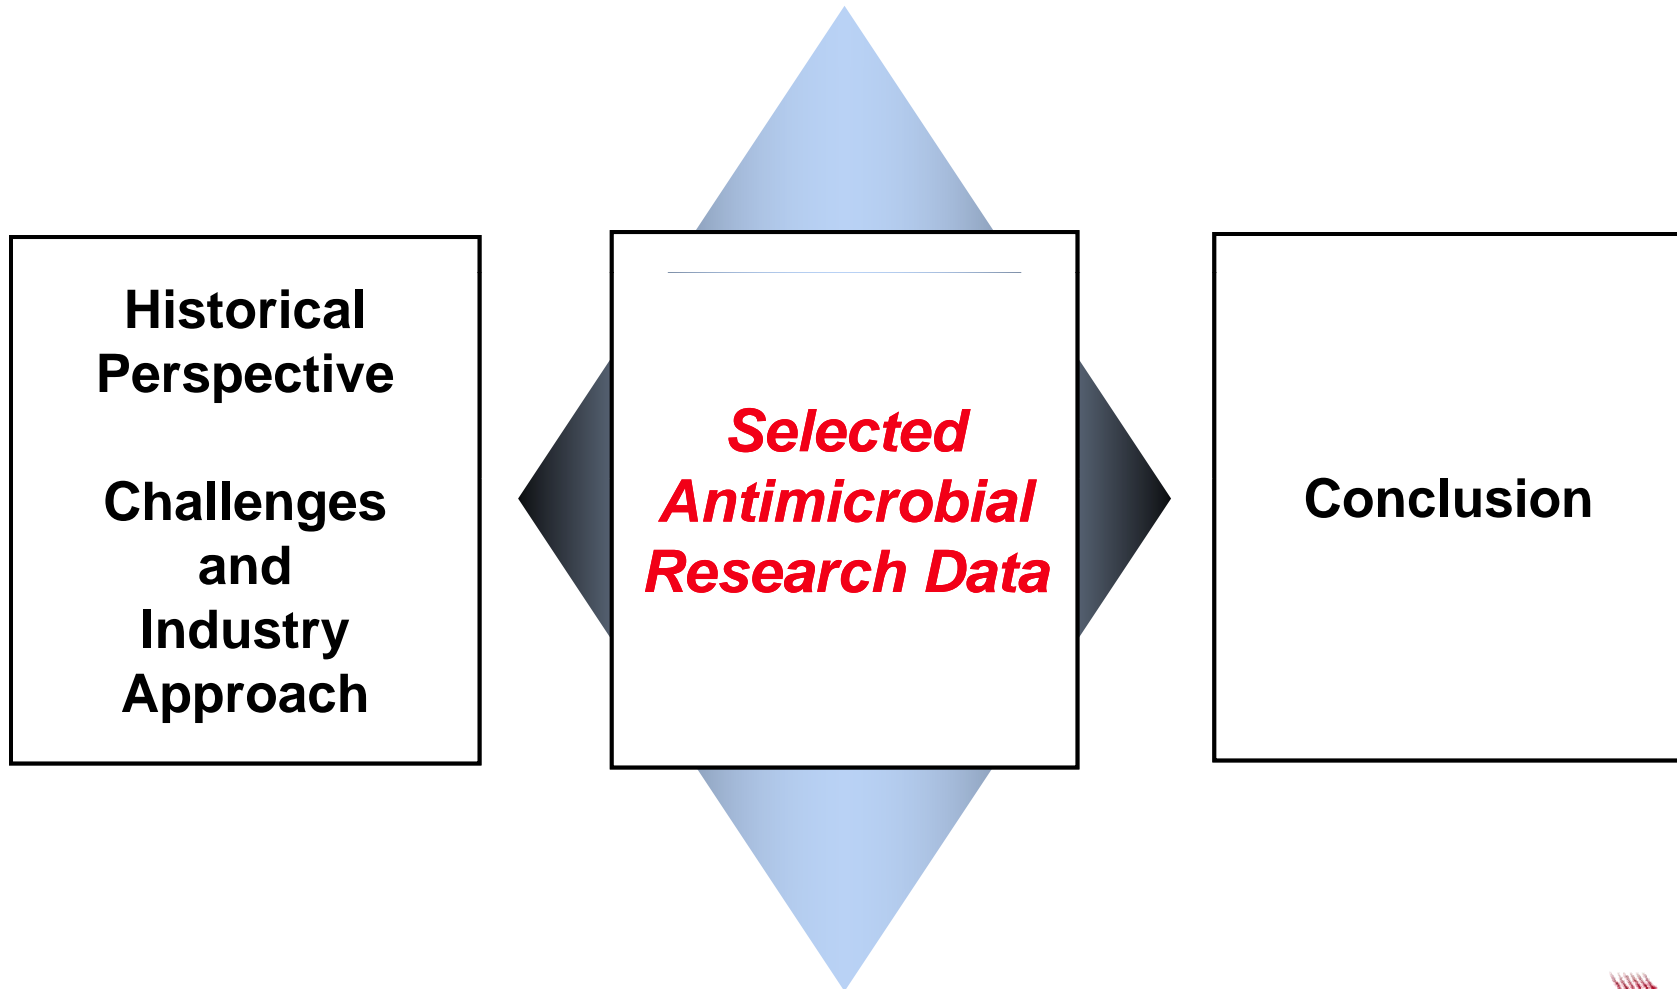 Historical
Perspective
Challenges
and
Industry
Approach
Selected
Antimicrobial
Research Data
Conclusion